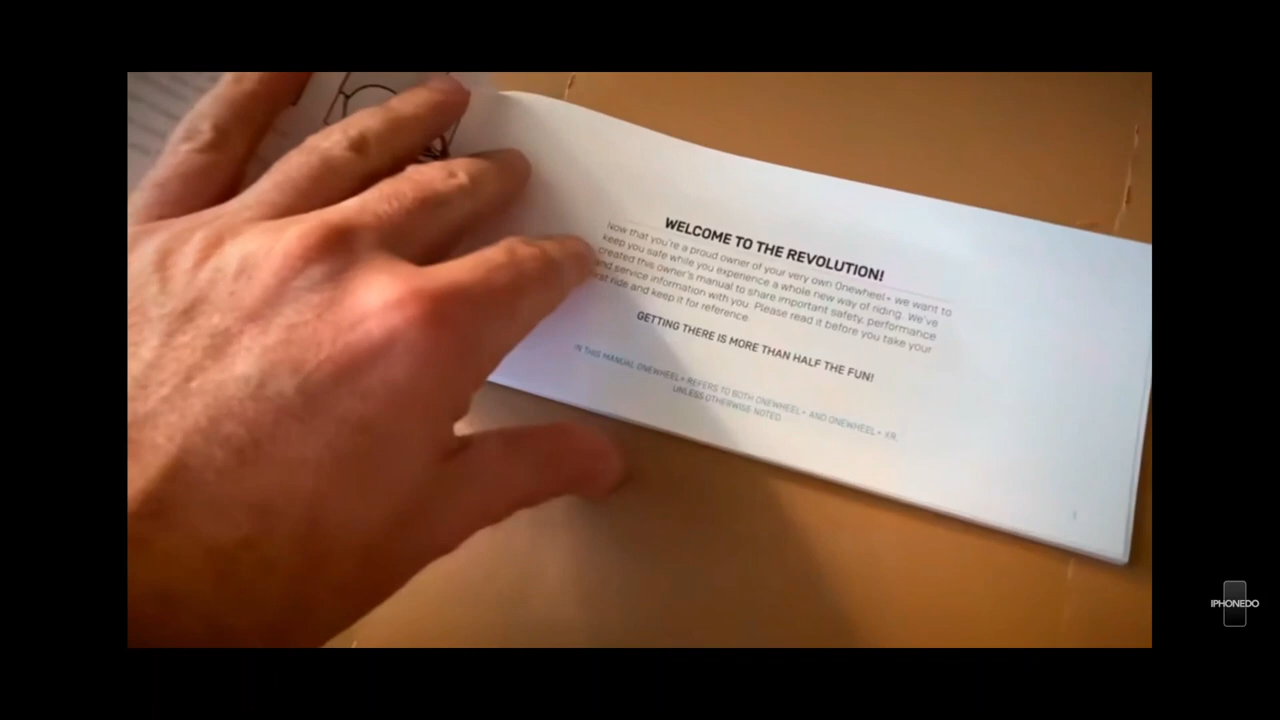 WELCOME TO THE REVOLUTION!
Now that you're a proud owner of your very own Onewheel+ we want to
keep you safe while you experience a whole new way of riding. We've
created this owner's manual to share important safety, performance
and service information with you. Please read it before you take your
first ride and keep it for reference.
GETTING THERE IS MORE THAN HALF THE FUN!
IN THIS MANUAL ONEWHEEL+ REFERS TO BOTH ONEWHEEL+ AND ONEWHEEL+ XR,
UNLESS OTHERWISE NOTED
IPHONEDO